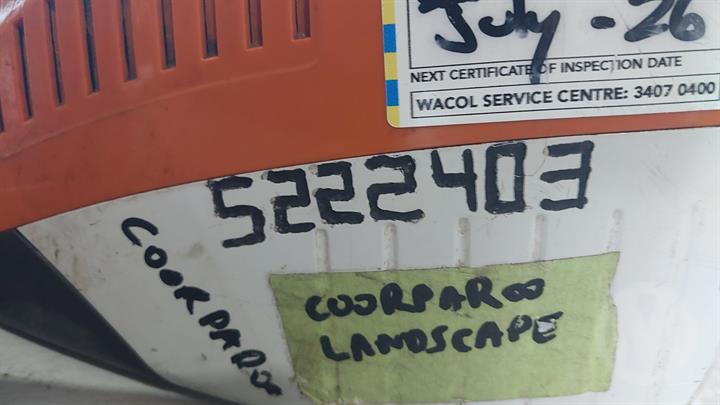 July - 26
NEXT CERTIFICATE OF INSPECTION DATE
WACOL SERVICE CENTRE: 3407 0400
5222403
COORPAROO
COORPAROO
LANDSCAPE